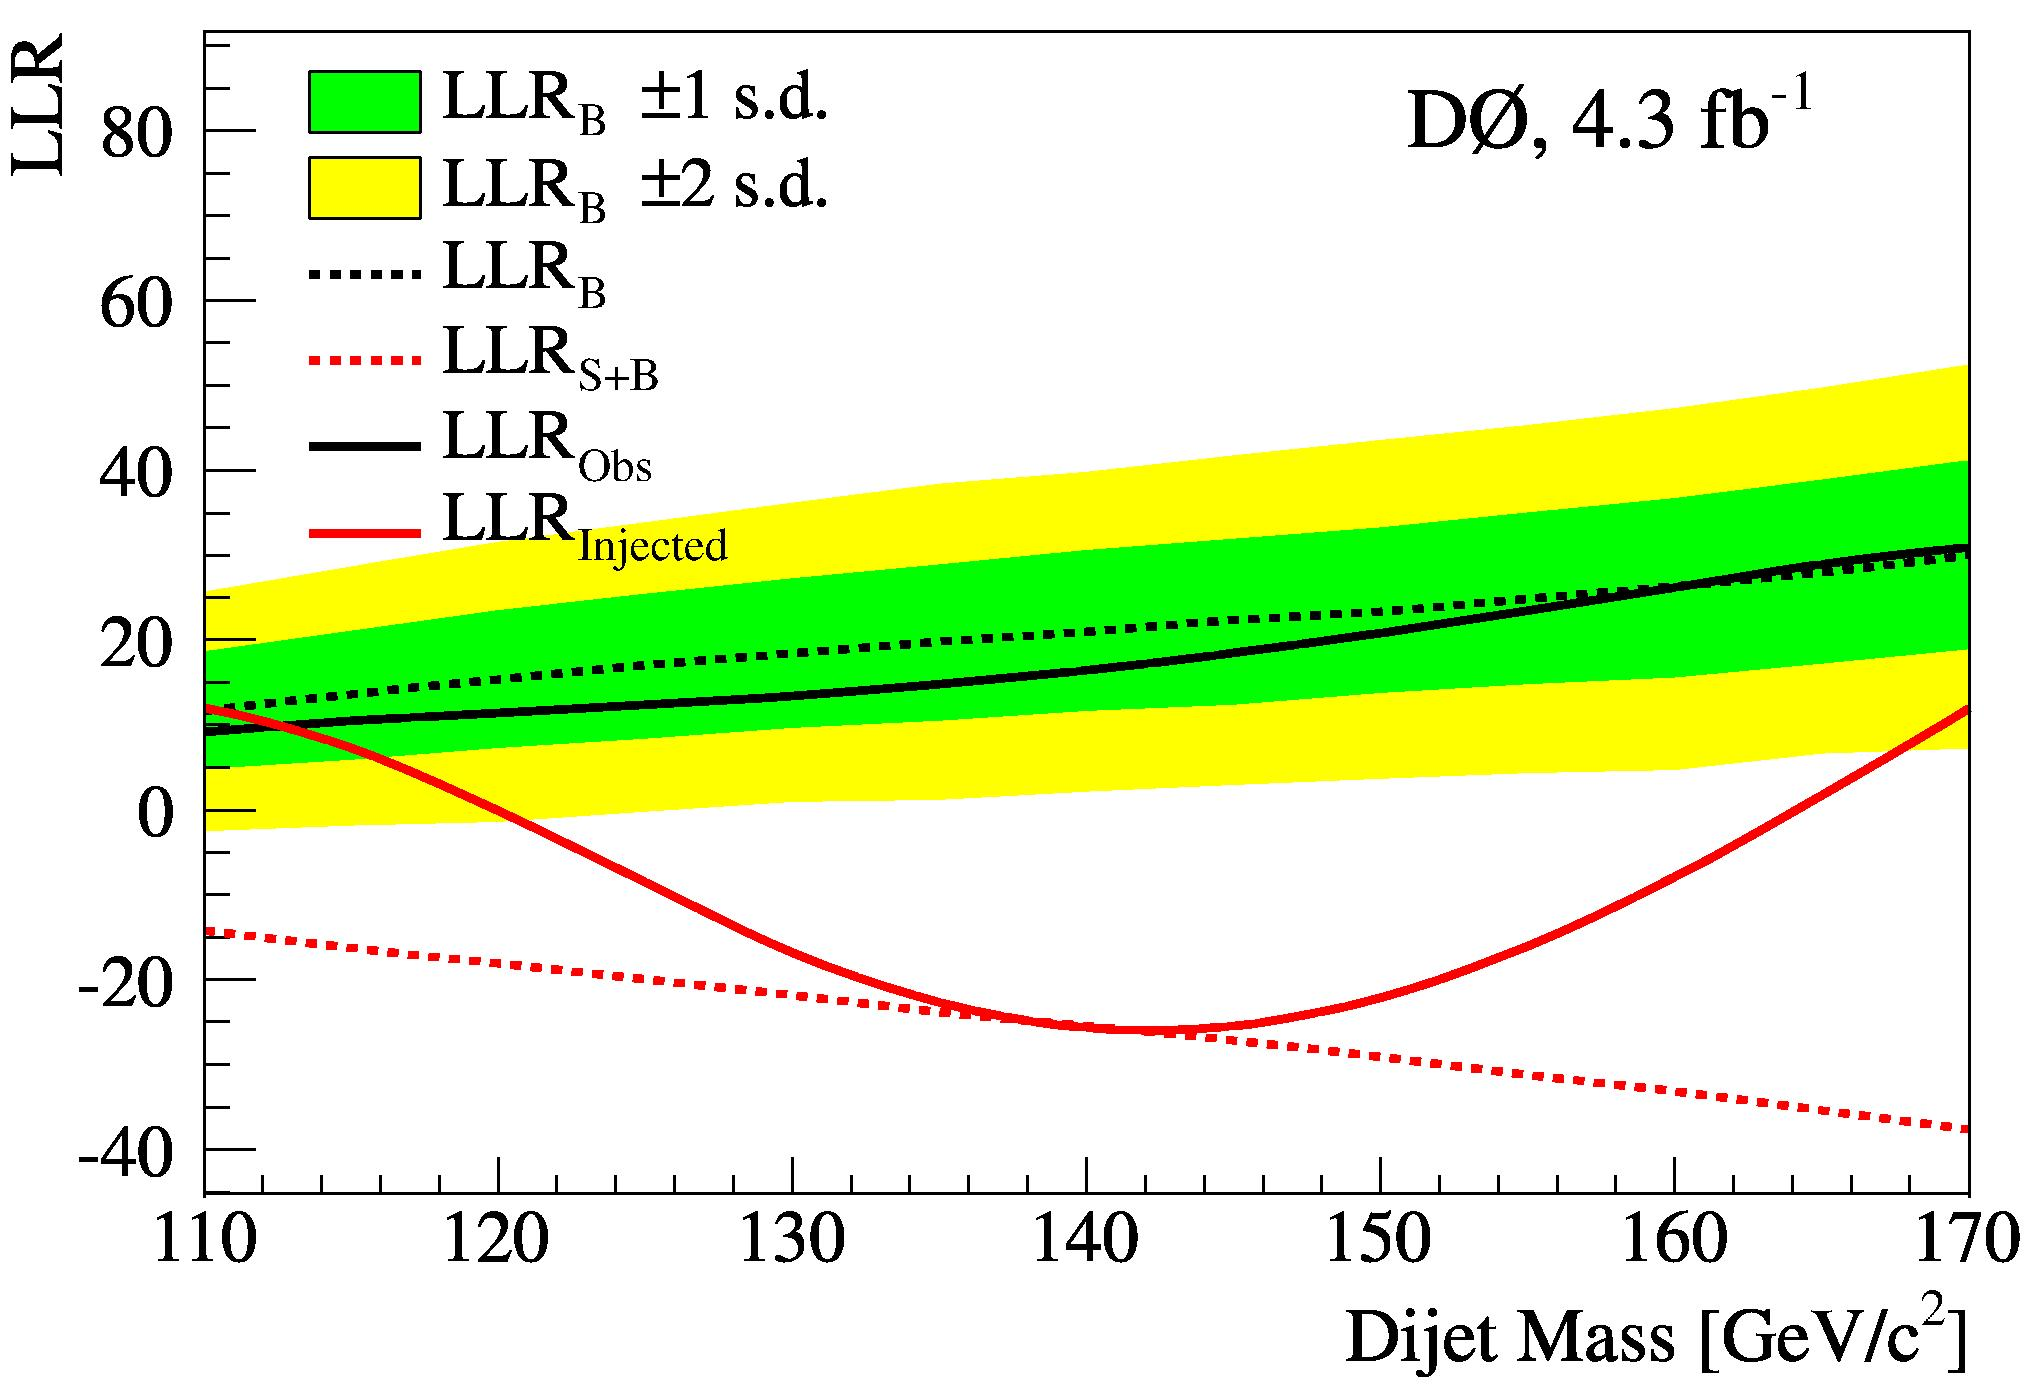 LLR
80
60
40
20
0
-20
-40
LLR_B ±1 s.d.
LLR_B ±2 s.d.
LLR_B
LLR_S+B
LLR_Obs
LLR_Injected
DØ, 4.3 fb⁻¹
110 120 130 140 150 160 170
Dijet Mass [GeV/c²]